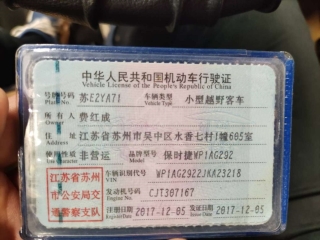 中华人民共和国机动车行驶证
Vehicle License of the People's Republic of China
号牌号码 苏E2YA71 车辆类型 小型越野客车
Plate No. Vehicle Type
所有人 费红成
Owner
住址 江苏省苏州市吴中区水香七村 幢605室
Address
使用性质 非营运 品牌型号 保时捷WP1AG292
Use Character Model
江苏省苏州 车辆识别代号 WP1AG2922JKA23218
VIN
市公安局交 发动机号码 CJT307167
Engine No.
通警察支队 注册日期 2017-12-05 发证日期 2017-12-05
Register Date Issue Date